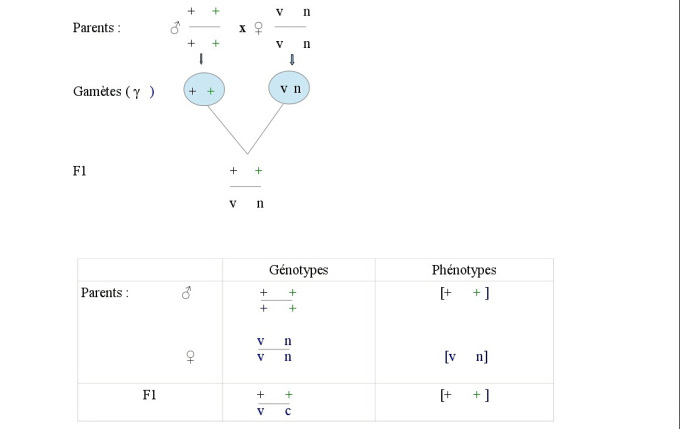 + +
v n
Parents : ♂ x ♀
+ +
v n
Gamètes ( γ )
+ +
v n
F1
+ +
v n
Génotypes Phénotypes
Parents : ♂
+ +
+ +
[+ + ]
♀
v n
v n
[v n]
F1
+ +
v c
[+ + ]